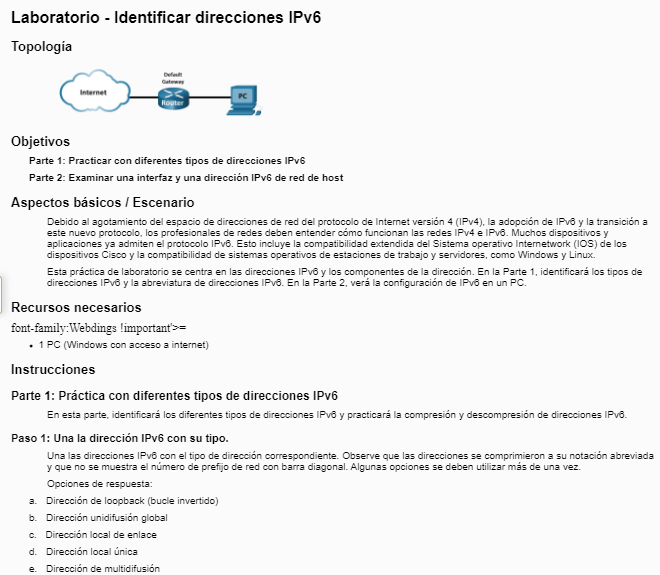 Laboratorio - Identificar direcciones IPv6
Topología
Internet
Default
Gateway
Router
PC
Objetivos
Parte 1: Practicar con diferentes tipos de direcciones IPv6
Parte 2: Examinar una interfaz y una dirección IPv6 de red de host
Aspectos básicos / Escenario
Debido al agotamiento del espacio de direcciones de red del protocolo de Internet versión 4 (IPv4), la adopción de IPv6 y la transición a
este nuevo protocolo, los profesionales de redes deben entender cómo funcionan las redes IPv4 e IPv6. Muchos dispositivos y
aplicaciones ya admiten el protocolo IPv6. Esto incluye la compatibilidad extendida del Sistema operativo Internetwork (IOS) de los
dispositivos Cisco y la compatibilidad de sistemas operativos de estaciones de trabajo y servidores, como Windows y Linux.
Esta práctica de laboratorio se centra en las direcciones IPv6 y los componentes de la dirección. En la Parte 1, identificará los tipos de
direcciones IPv6 y la abreviatura de direcciones IPv6. En la Parte 2, verá la configuración de IPv6 en un PC.
Recursos necesarios
font-family:Webdings !important'>=
• 1 PC (Windows con acceso a internet)
Instrucciones
Parte 1: Práctica con diferentes tipos de direcciones IPv6
En esta parte, identificará los diferentes tipos de direcciones IPv6 y practicará la compresión y descompresión de direcciones IPv6.
Paso 1: Una la dirección IPv6 con su tipo.
Una las direcciones IPv6 con el tipo de dirección correspondiente. Observe que las direcciones se comprimieron a su notación abreviada
y que no se muestra el número de prefijo de red con barra diagonal. Algunas opciones se deben utilizar más de una vez.
Opciones de respuesta:
a. Dirección de loopback (bucle invertido)
b. Dirección unidifusión global
c. Dirección local de enlace
d. Dirección local única
e. Dirección de multidifusión